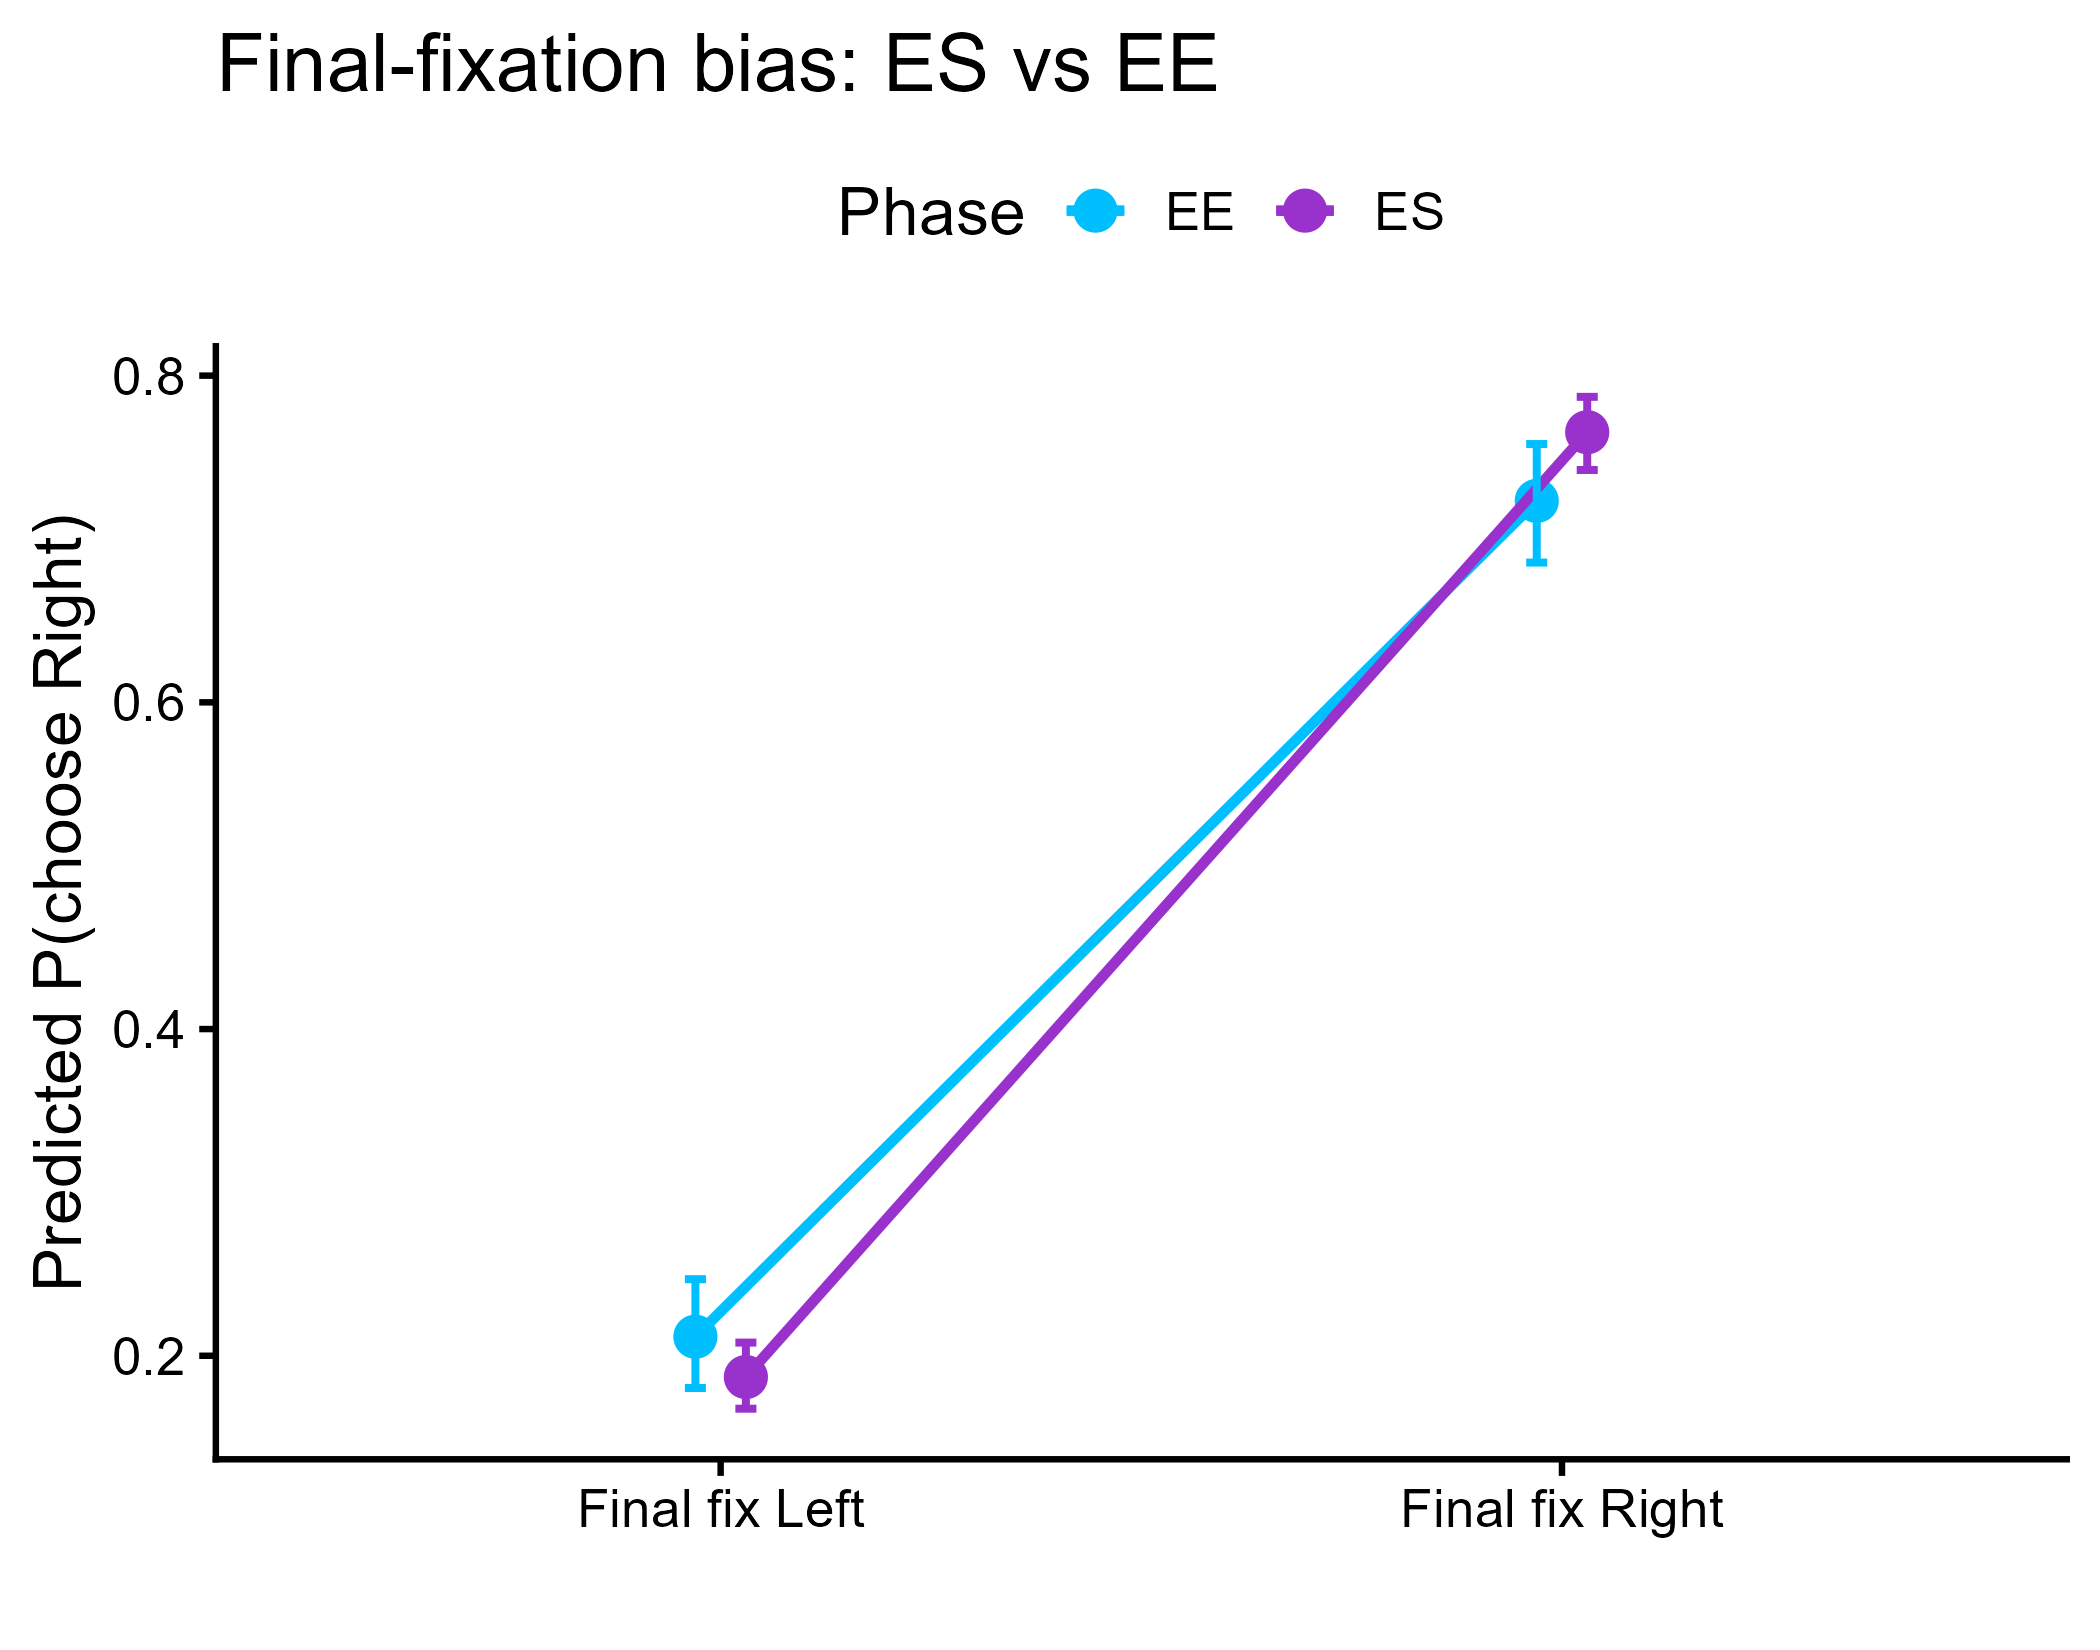 Final-fixation bias: ES vs EE
Phase EE ES
Predicted P(choose Right)
0.8
0.6
0.4
0.2
Final fix Left Final fix Right